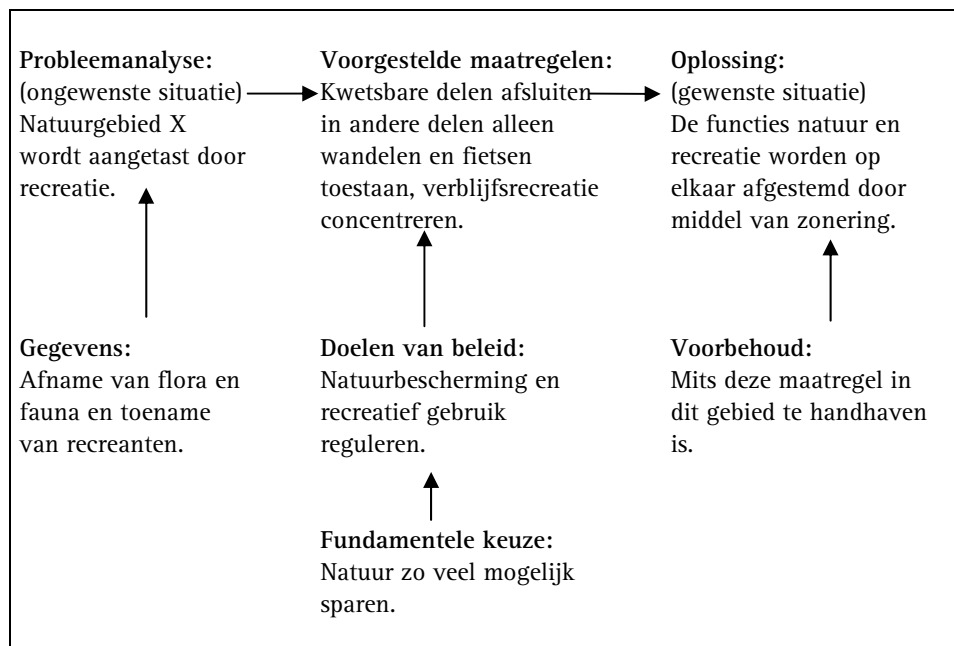 Probleemanalyse:
(ongewenste situatie)
Natuurgebied X
wordt aangetast door
recreatie.
Voorgestelde maatregelen:
Kwetsbare delen afsluiten
in andere delen alleen
wandelen en fietsen
toestaan, verblijfsrecreatie
concentreren.
Oplossing:
(gewenste situatie)
De functies natuur en
recreatie worden op
elkaar afgestemd door
middel van zonering.
Gegevens:
Afname van flora en
fauna en toename
van recreanten.
Doelen van beleid:
Natuurbescherming en
recreatief gebruik
reguleren.
Voorbehoud:
Mits deze maatregel in
dit gebied te handhaven
is.
Fundamentele keuze:
Natuur zo veel mogelijk
sparen.